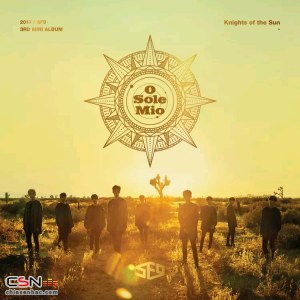 2017 SF9
3RD MINI ALBUM
Knights of the Sun
O
Sole
Mio
SF9
CSN
chiasenhac.com